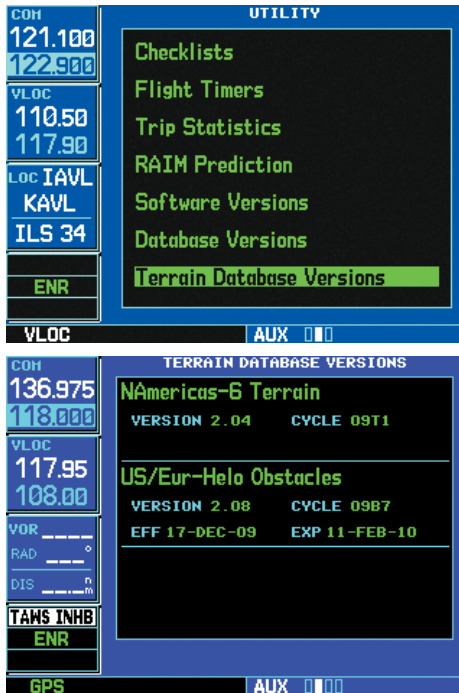 COM
121.100
122.900
VLOC
110.50
117.90
LOC IAVL
KAVL
ILS 34
ENR
VLOC
UTILITY
Checklists
Flight Timers
Trip Statistics
RAIM Prediction
Software Versions
Database Versions
Terrain Database Versions
AUX
COM
136.975
118.000
VLOC
117.95
108.00
VOR _ _ _ _
RAD _ _ _°
DIS _ _ _._ nm
TAWS INHB
ENR
GPS
TERRAIN DATABASE VERSIONS
NAmericas-6 Terrain
VERSION 2.04 CYCLE 09T1
US/Eur-Helo Obstacles
VERSION 2.08 CYCLE 09B7
EFF 17-DEC-09 EXP 11-FEB-10
AUX